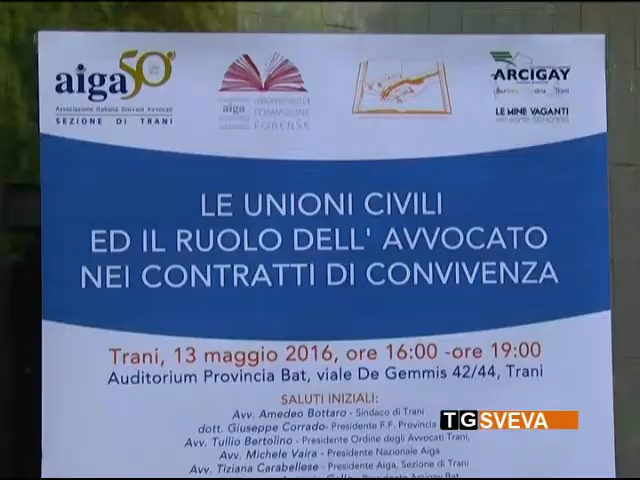 aiga 50°
Associazione Italiana Giovani Avvocati
SEZIONE DI TRANI
aiga
FORMAZIONE
FORENSE
ARCIGAY
Trani
LE MINE VAGANTI
LE UNIONI CIVILI
ED IL RUOLO DELL' AVVOCATO
NEI CONTRATTI DI CONVIVENZA
Trani, 13 maggio 2016, ore 16:00 -ore 19:00
Auditorium Provincia Bat, viale De Gemmis 42/44, Trani
SALUTI INIZIALI:
Avv. Amedeo Bottaro - Sindaco di Trani
dott. Giuseppe Corrado- Presidente F.F. Provincia
Avv. Tullio Bertolino - Presidente Ordine degli Avvocati Trani,
Avv. Michele Vaira - Presidente Nazionale Aiga
Avv. Tiziana Carabellese - Presidente Aiga, Sezione di Trani
TGSVEVA